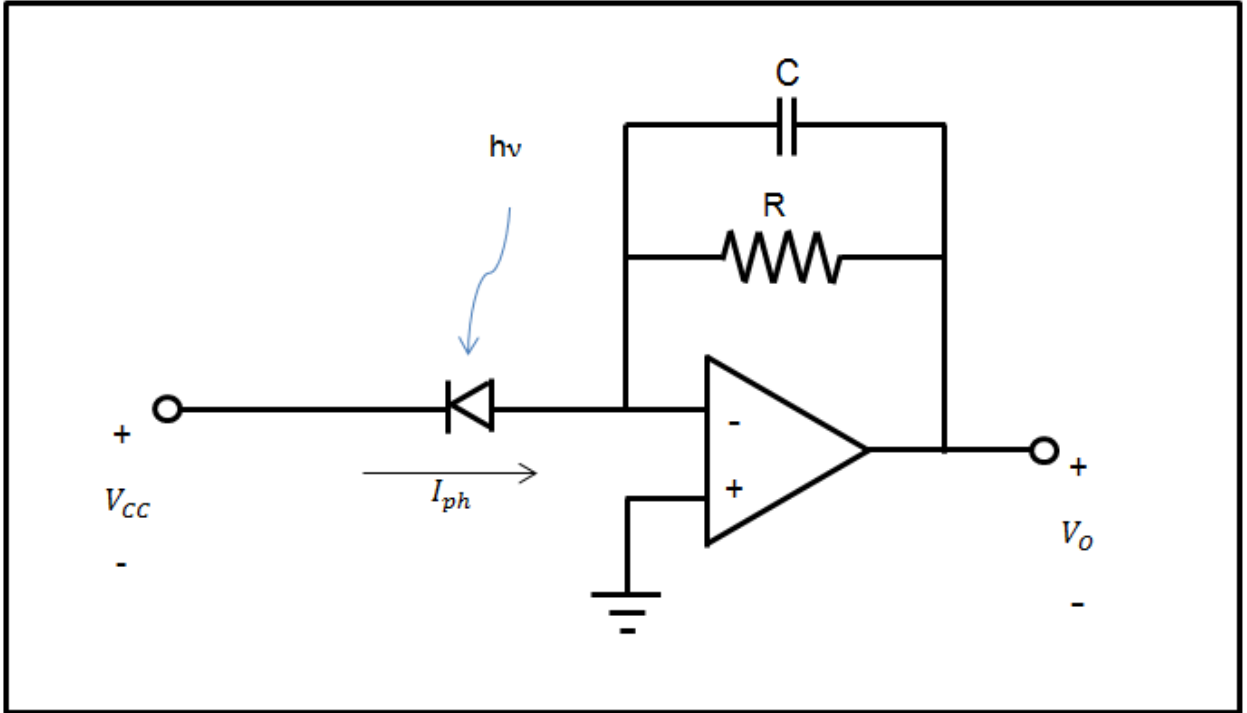 C
hν
R
+
V_CC
-
I_ph
-
+
+
V_O
-